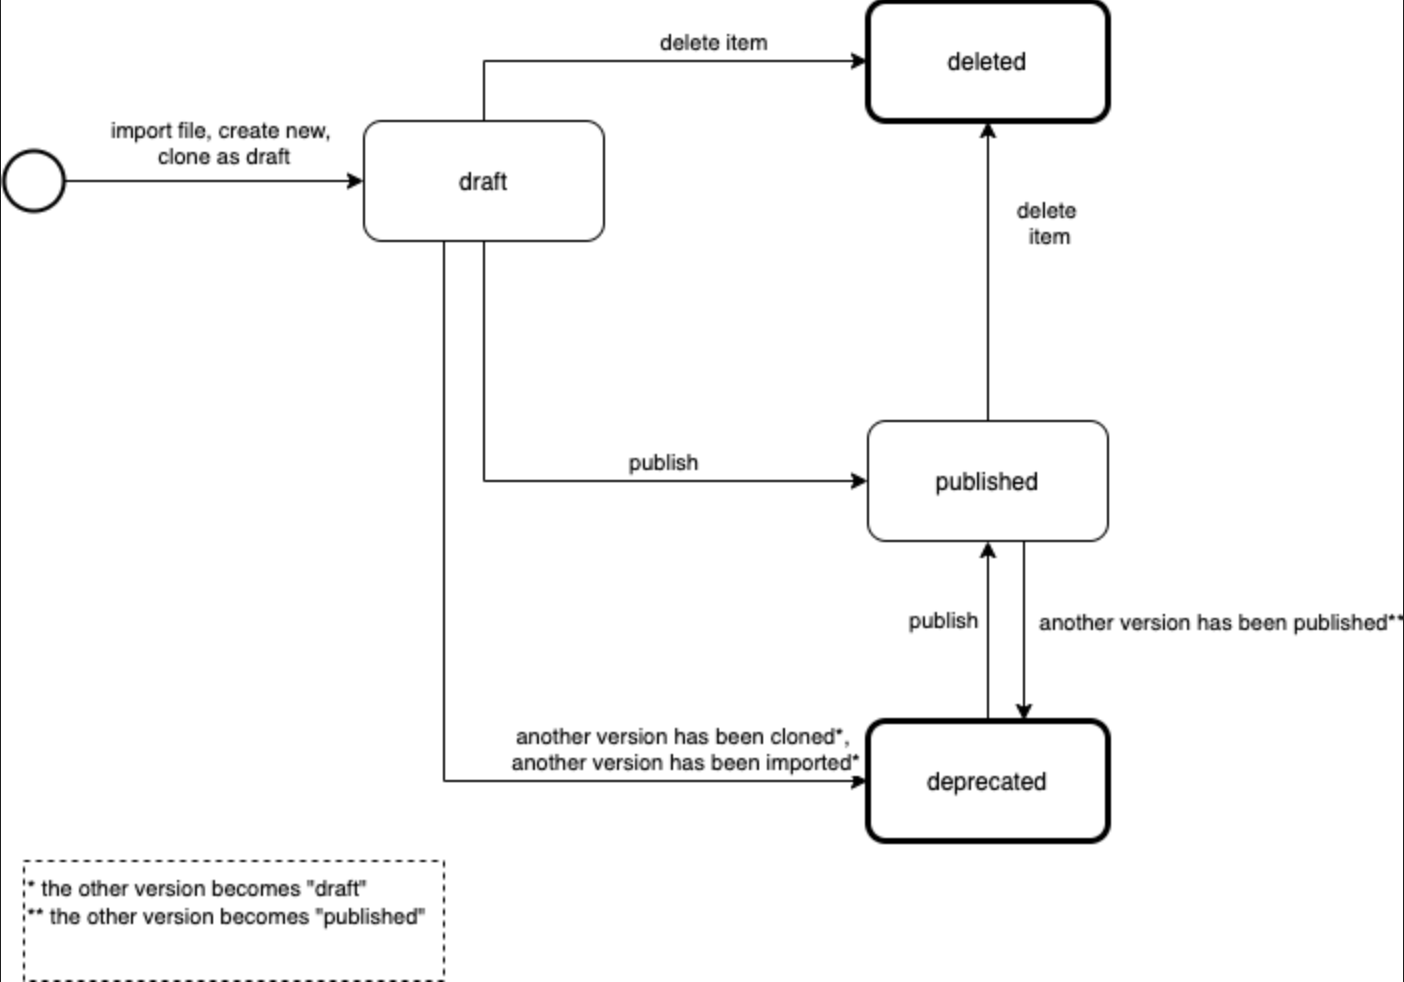 delete item
deleted
import file, create new,
clone as draft
draft
delete
item
publish
published
publish
another version has been published**
another version has been cloned*,
another version has been imported*
deprecated
* the other version becomes "draft"
** the other version becomes "published"